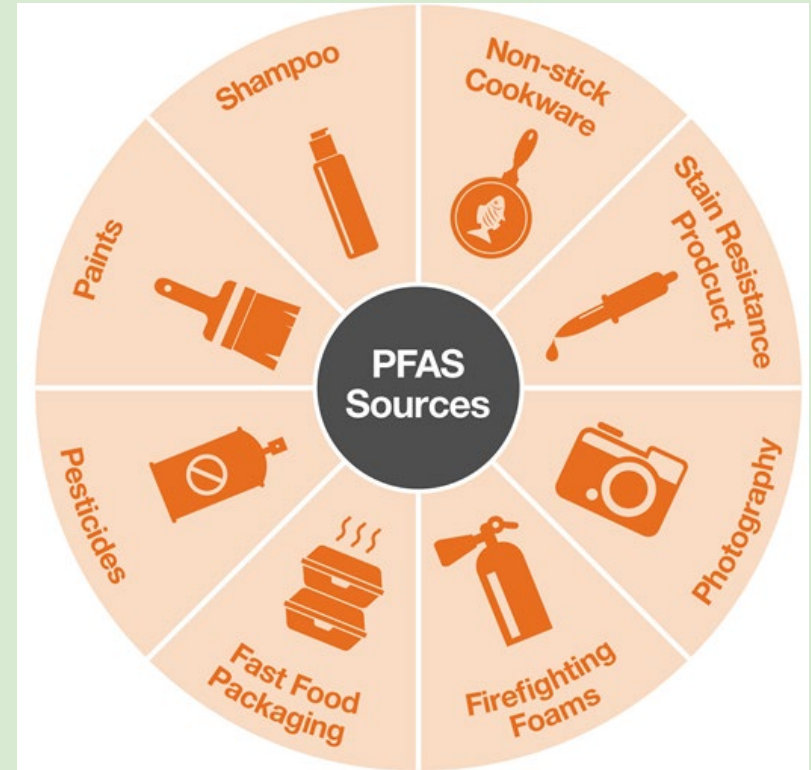 PFAS
Sources
Non-stick
Cookware
Stain Resistance
Prodcuct
Photography
Firefighting
Foams
Fast Food
Packaging
Pesticides
Paints
Shampoo